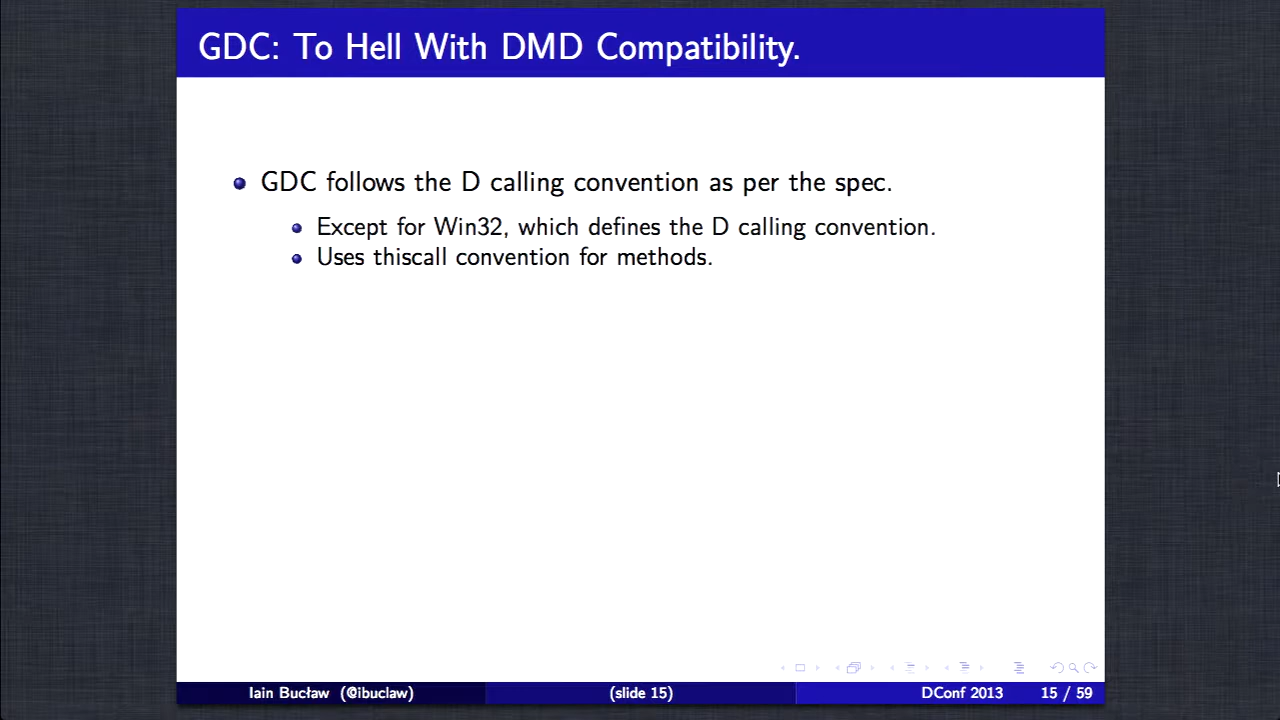 GDC: To Hell With DMD Compatibility.
GDC follows the D calling convention as per the spec.
Except for Win32, which defines the D calling convention.
Uses thiscall convention for methods.
Iain Bucław (@ibuclaw) (slide 15) DConf 2013 15 / 59